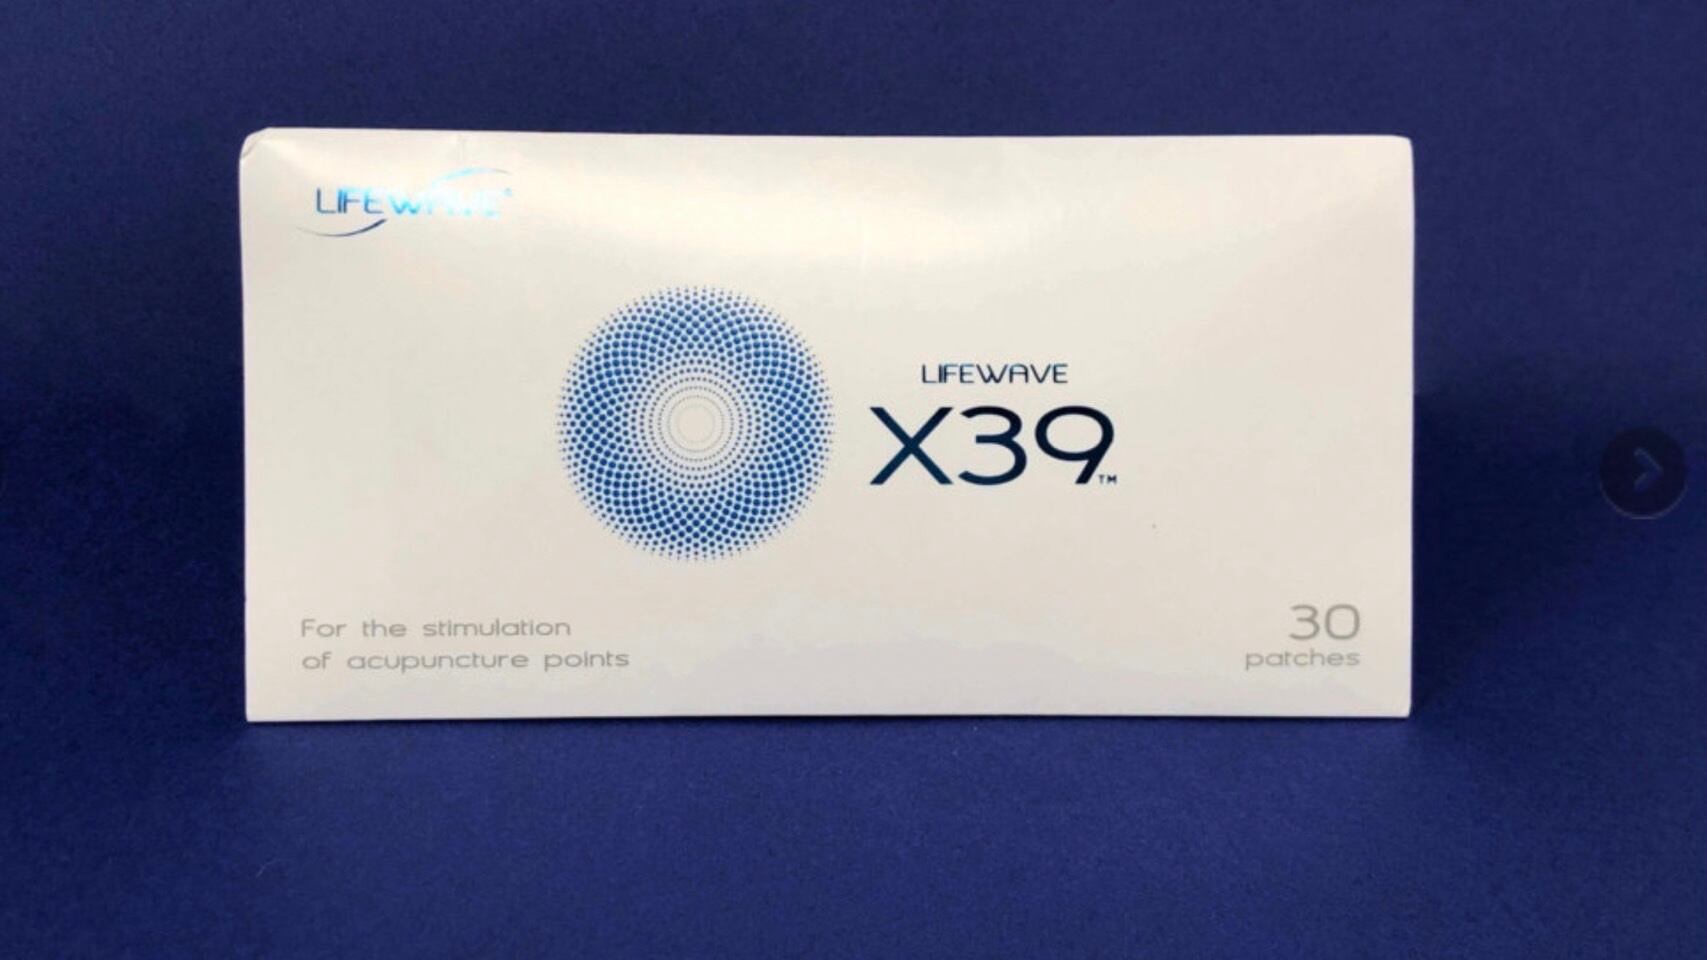 LIFEWAVE
LIFEWAVE
X39™
For the stimulation
of acupuncture points
30
patches